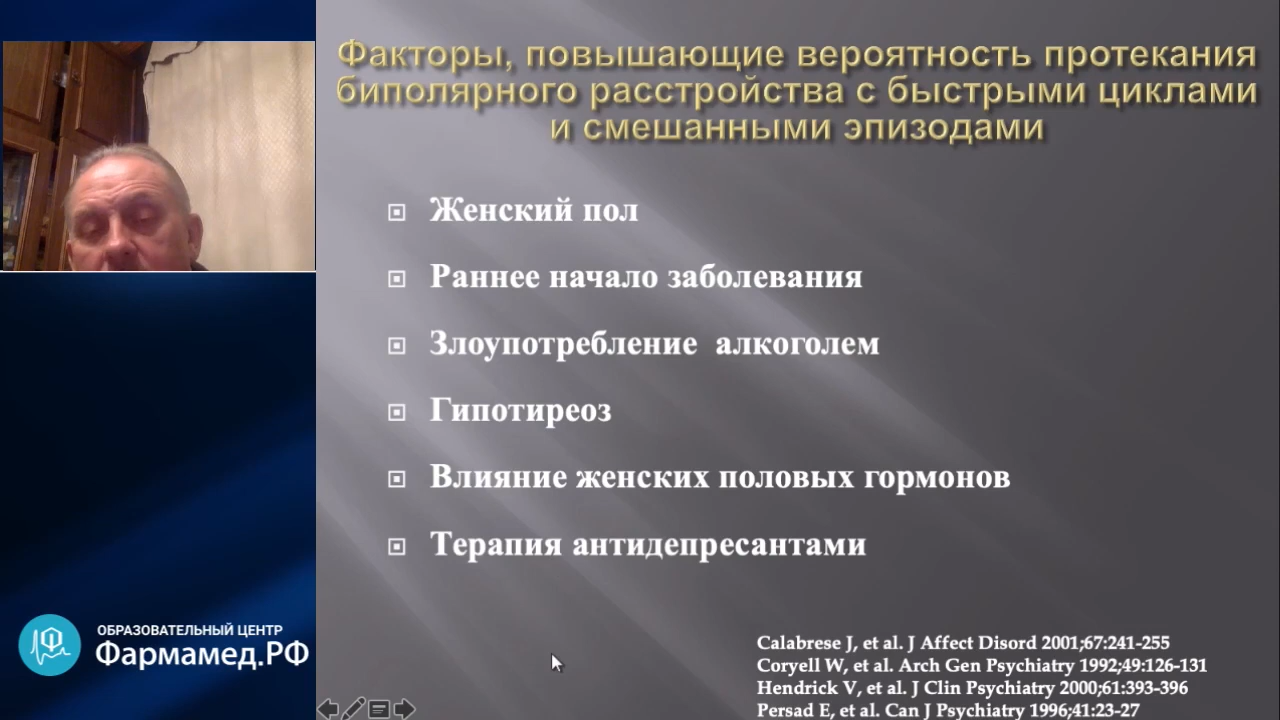 Факторы, повышающие вероятность протекания
биполярного расстройства с быстрыми циклами
и смешанными эпизодами
Женский пол
Раннее начало заболевания
Злоупотребление алкоголем
Гипотиреоз
Влияние женских половых гормонов
Терапия антидепресантами
Calabrese J, et al. J Affect Disord 2001;67:241-255
Coryell W, et al. Arch Gen Psychiatry 1992;49:126-131
Hendrick V, et al. J Clin Psychiatry 2000;61:393-396
Persad E, et al. Can J Psychiatry 1996;41:23-27
ОБРАЗОВАТЕЛЬНЫЙ ЦЕНТР
Фармамед.РФ